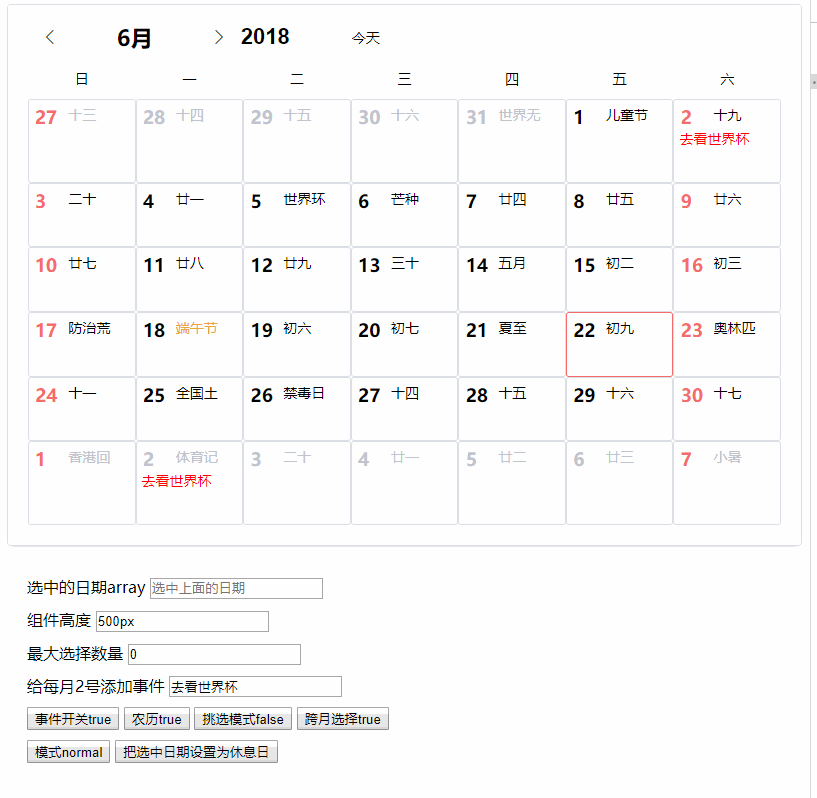 6月 2018 今天
日 一 二 三 四 五 六
27 十三 28 十四 29 十五 30 十六 31 世界无 1 儿童节 2 十九
去看世界杯
3 二十 4 廿一 5 世界环 6 芒种 7 廿四 8 廿五 9 廿六
10 廿七 11 廿八 12 廿九 13 三十 14 五月 15 初二 16 初三
17 防治荒 18 端午节 19 初六 20 初七 21 夏至 22 初九 23 奥林匹
24 十一 25 全国土 26 禁毒日 27 十四 28 十五 29 十六 30 十七
1 香港回 2 体育记 3 二十 4 廿一 5 廿二 6 廿三 7 小暑
去看世界杯
选中的日期array 选中上面的日期
组件高度 500px
最大选择数量 0
给每月2号添加事件 去看世界杯
事件开关true 农历true 挑选模式false 跨月选择true
模式normal 把选中日期设置为休息日